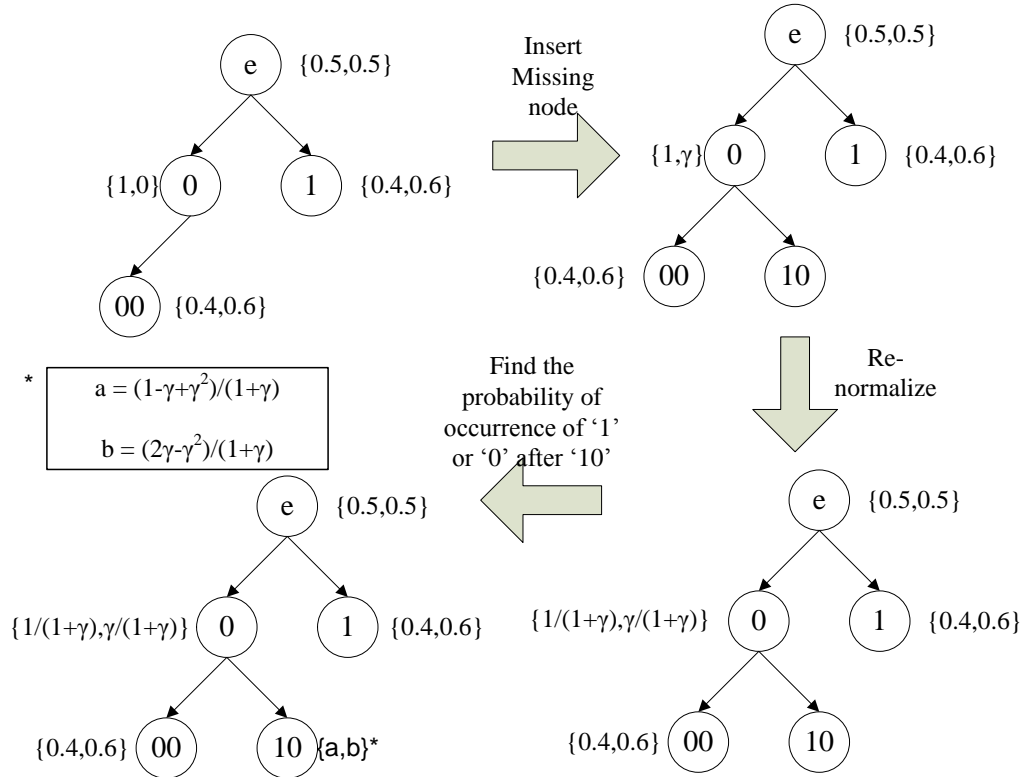 e {0.5,0.5}
{1,0} 0 1 {0.4,0.6}
00 {0.4,0.6}
Insert
Missing
node
e {0.5,0.5}
{1,γ} 0 1 {0.4,0.6}
{0.4,0.6} 00 10
Re-
normalize
e {0.5,0.5}
{1/(1+γ),γ/(1+γ)} 0 1 {0.4,0.6}
{0.4,0.6} 00 10
Find the
probability of
occurrence of ‘1’
or ‘0’ after ‘10’
* a = (1-γ+γ²)/(1+γ)
b = (2γ-γ²)/(1+γ)
e {0.5,0.5}
{1/(1+γ),γ/(1+γ)} 0 1 {0.4,0.6}
{0.4,0.6} 00 10 {a,b}*